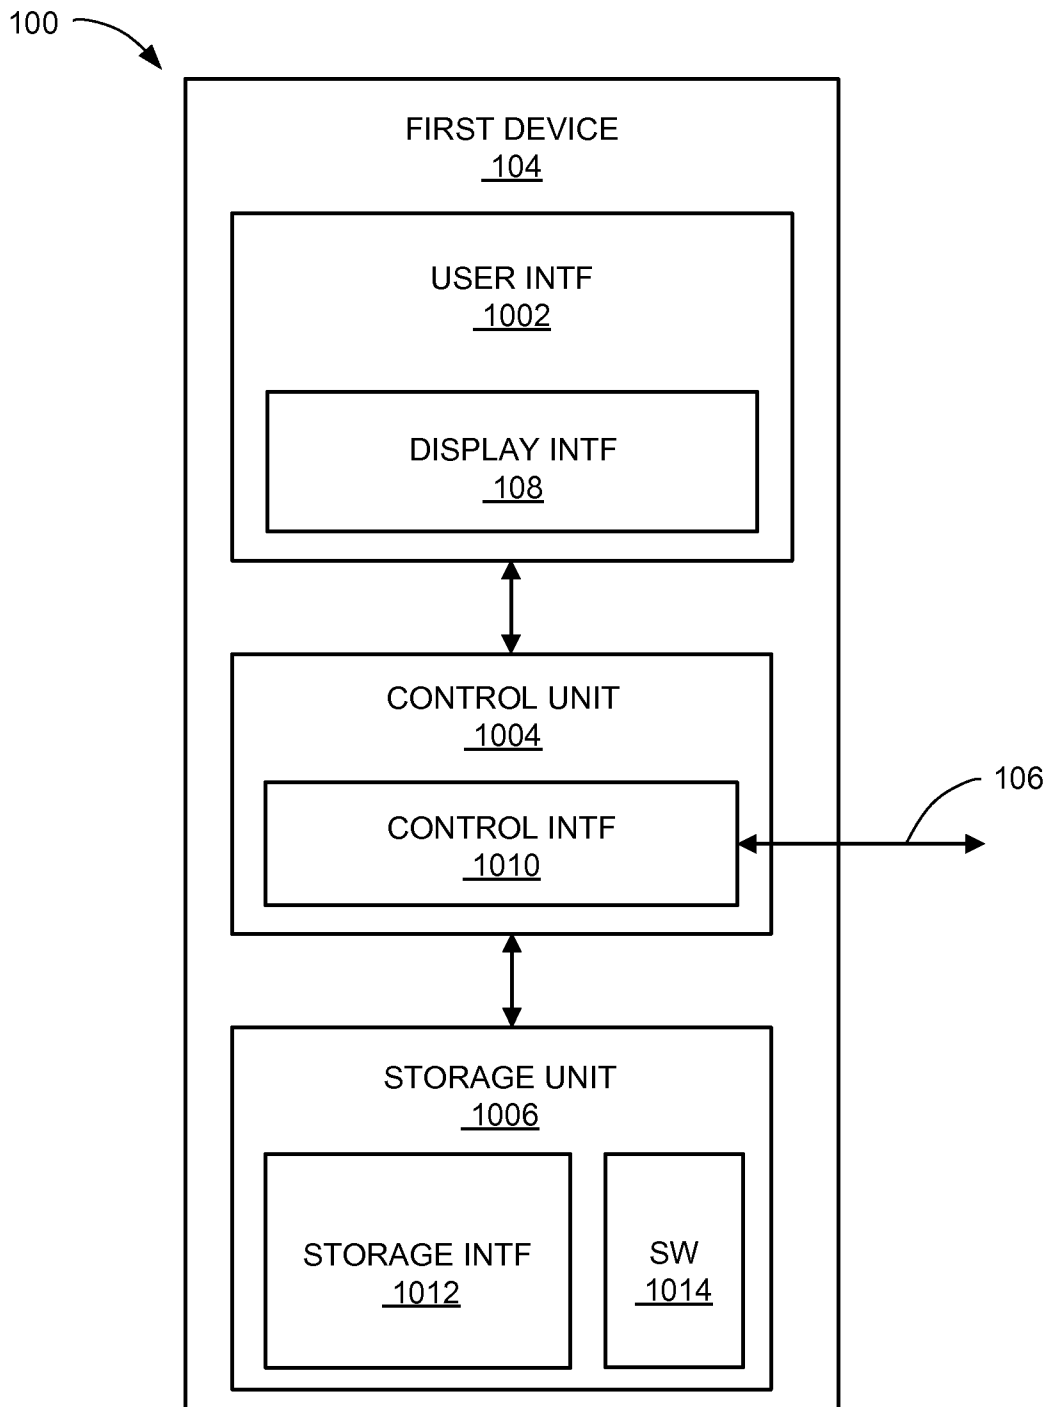 100
FIRST DEVICE
104
USER INTF
1002
DISPLAY INTF
108
CONTROL UNIT
1004
106
CONTROL INTF
1010
STORAGE UNIT
1006
STORAGE INTF
1012
SW
1014